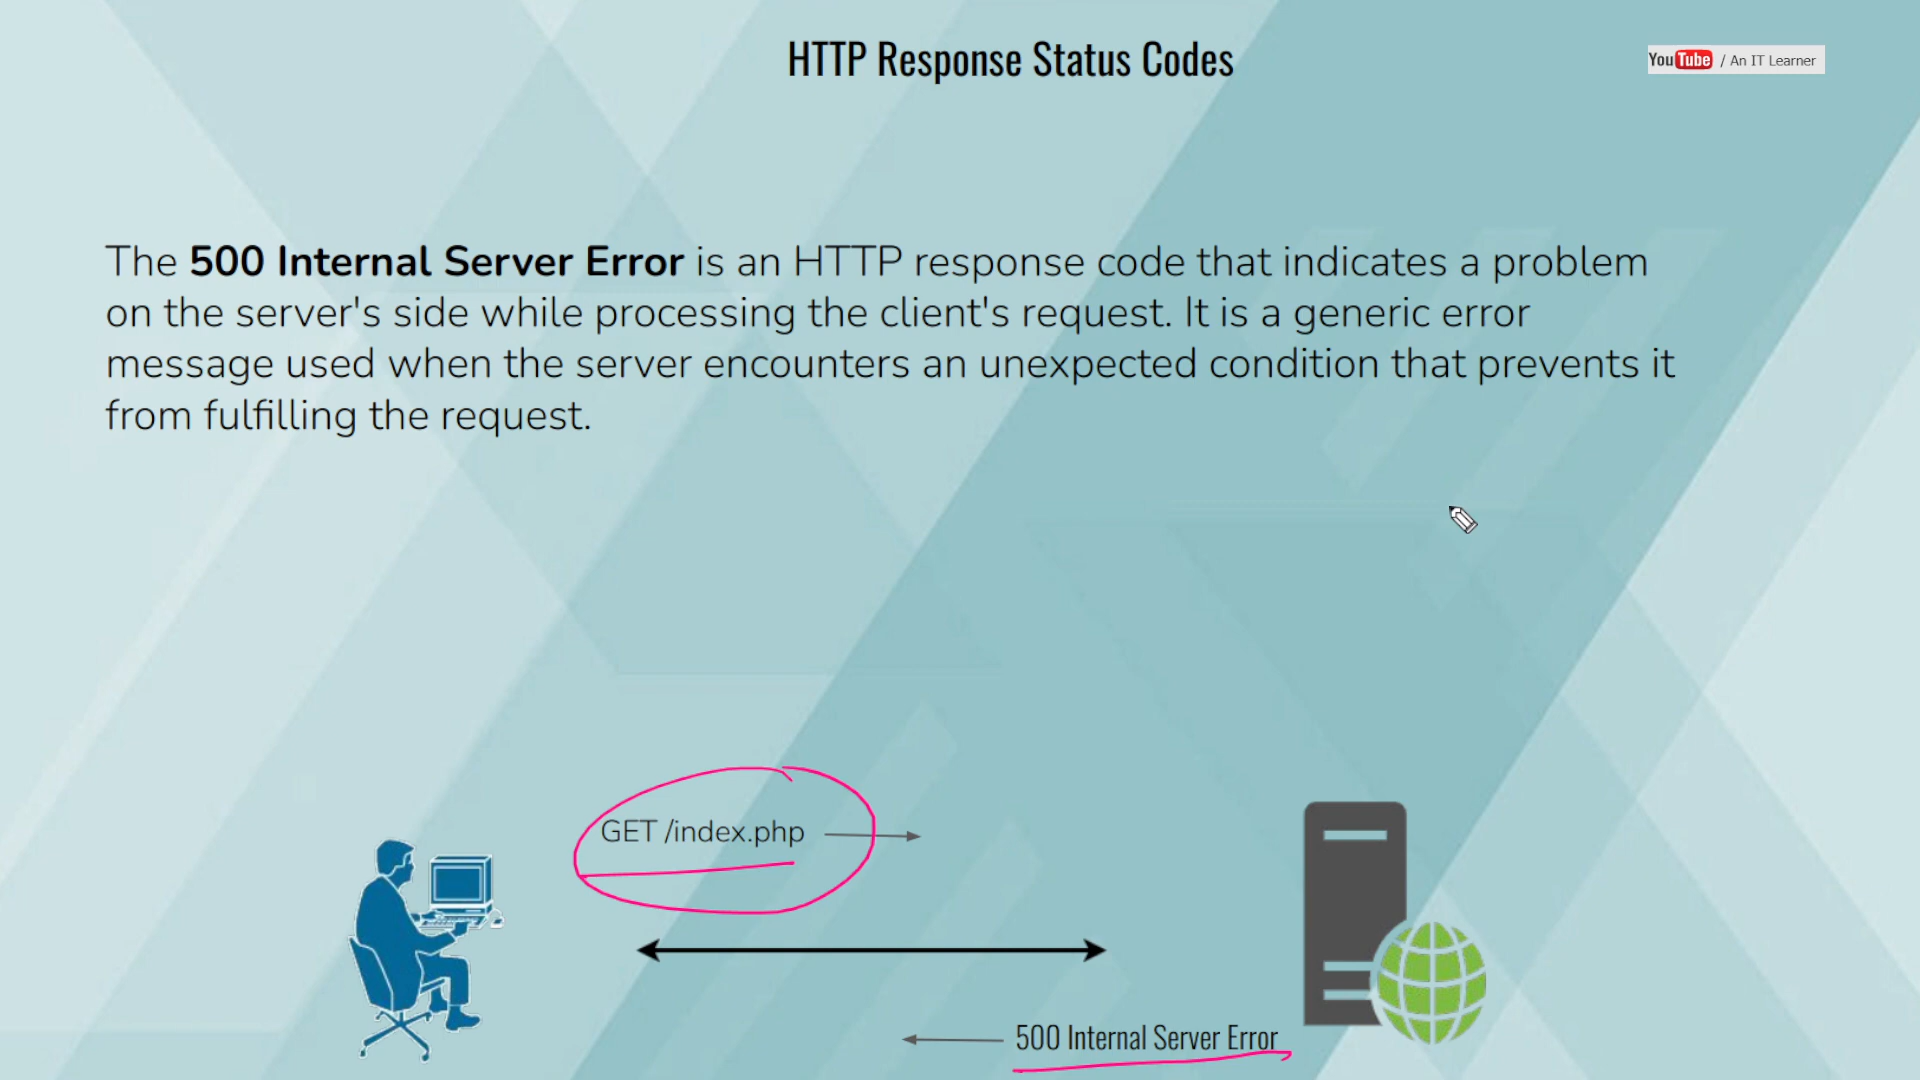 HTTP Response Status Codes
YouTube / An IT Learner
The 500 Internal Server Error is an HTTP response code that indicates a problem
on the server's side while processing the client's request. It is a generic error
message used when the server encounters an unexpected condition that prevents it
from fulfilling the request.
GET /index.php
500 Internal Server Error